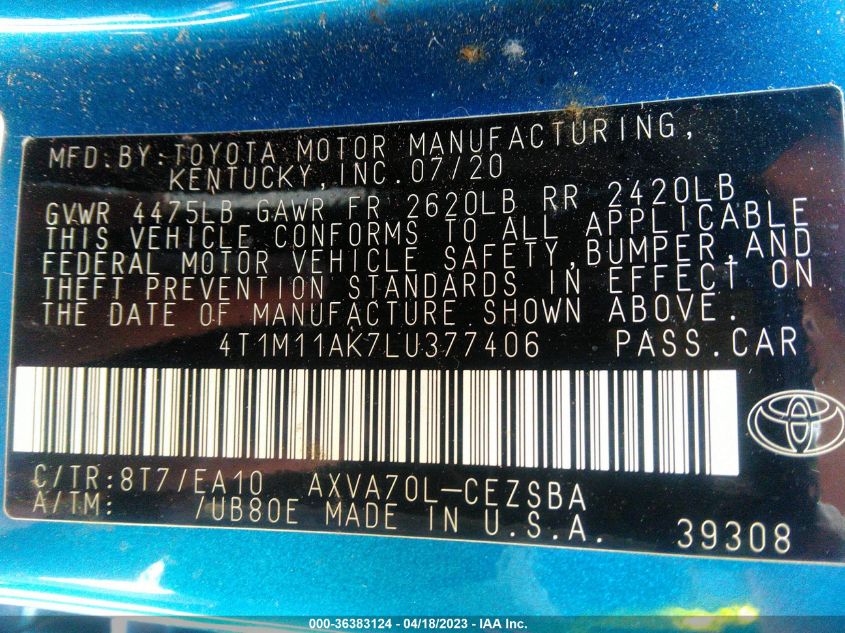 MFD. BY: TOYOTA MOTOR MANUFACTURING,
KENTUCKY, INC. 07/20
GVWR 4475LB GAWR FR 2620LB RR 2420LB
THIS VEHICLE CONFORMS TO ALL APPLICABLE
FEDERAL MOTOR VEHICLE SAFETY, BUMPER, AND
THEFT PREVENTION STANDARDS IN EFFECT ON
THE DATE OF MANUFACTURE SHOWN ABOVE.
4T1M11AK7LU377406 PASS. CAR
C/TR: 8T7/EA10 AXVA70L-CEZSBA
A/TM: /UB80E MADE IN U.S.A. 39308
000-36383124 - 04/18/2023 - IAA Inc.